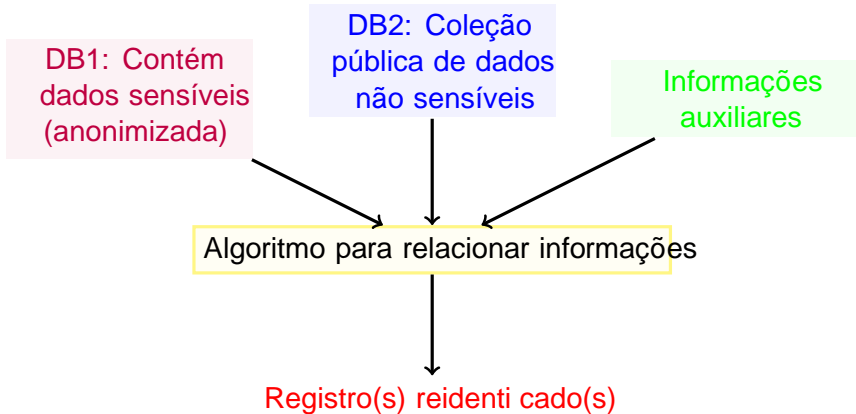 DB1: Contém
dados sensíveis
(anonimizada)
DB2: Coleção
pública de dados
não sensíveis
Informações
auxiliares
Algoritmo para relacionar informações
Registro(s) reidenti cado(s)